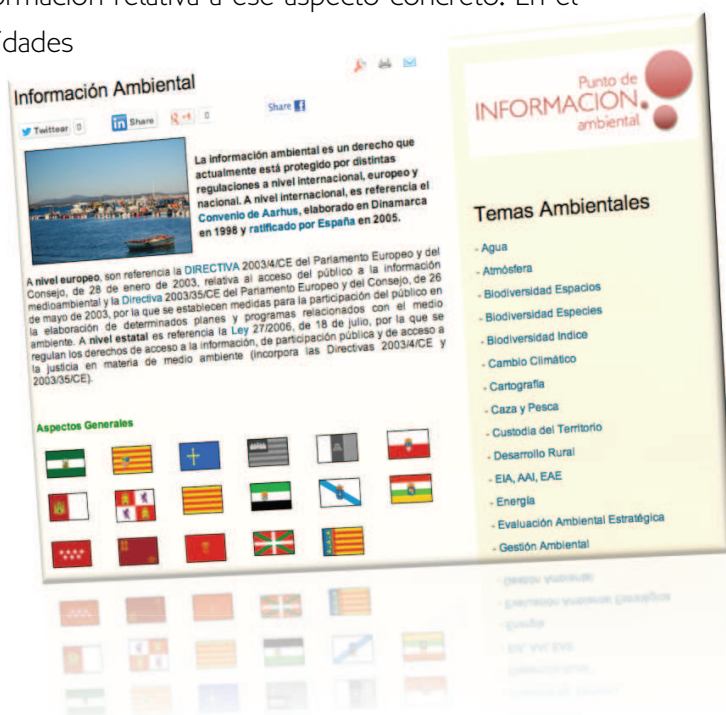 ormación relativa a ese aspecto concreto. En el
idades
Información Ambiental
Twittear 0
Share
+1 0
Share
La información ambiental es un derecho que
actualmente está protegido por distintas
regulaciones a nivel internacional, europeo y
nacional. A nivel internacional, es referencia el
Convenio de Aarhus, elaborado en Dinamarca
en 1998 y ratificado por España en 2005.
A nivel europeo, son referencia la DIRECTIVA 2003/4/CE del Parlamento Europeo y del
Consejo, de 28 de enero de 2003, relativa al acceso del público a la información
medioambiental y la Directiva 2003/35/CE del Parlamento Europeo y del Consejo, de 26
de mayo de 2003, por la que se establecen medidas para la participación del público en
la elaboración de determinados planes y programas relacionados con el medio
ambiente. A nivel estatal es referencia la Ley 27/2006, de 18 de julio, por la que se
regulan los derechos de acceso a la información, de participación pública y de acceso a
la justicia en materia de medio ambiente (incorpora las Directivas 2003/4/CE y
2003/35/CE).
Aspectos Generales
Punto de
INFORMACIÓN
ambiental
Temas Ambientales
- Agua
- Atmósfera
- Biodiversidad Espacios
- Biodiversidad Especies
- Biodiversidad Indice
- Cambio Climático
- Cartografía
- Caza y Pesca
- Custodia del Territorio
- Desarrollo Rural
- EIA, AAI, EAE
- Energía
- Evaluación Ambiental Estratégica
- Gestión Ambiental